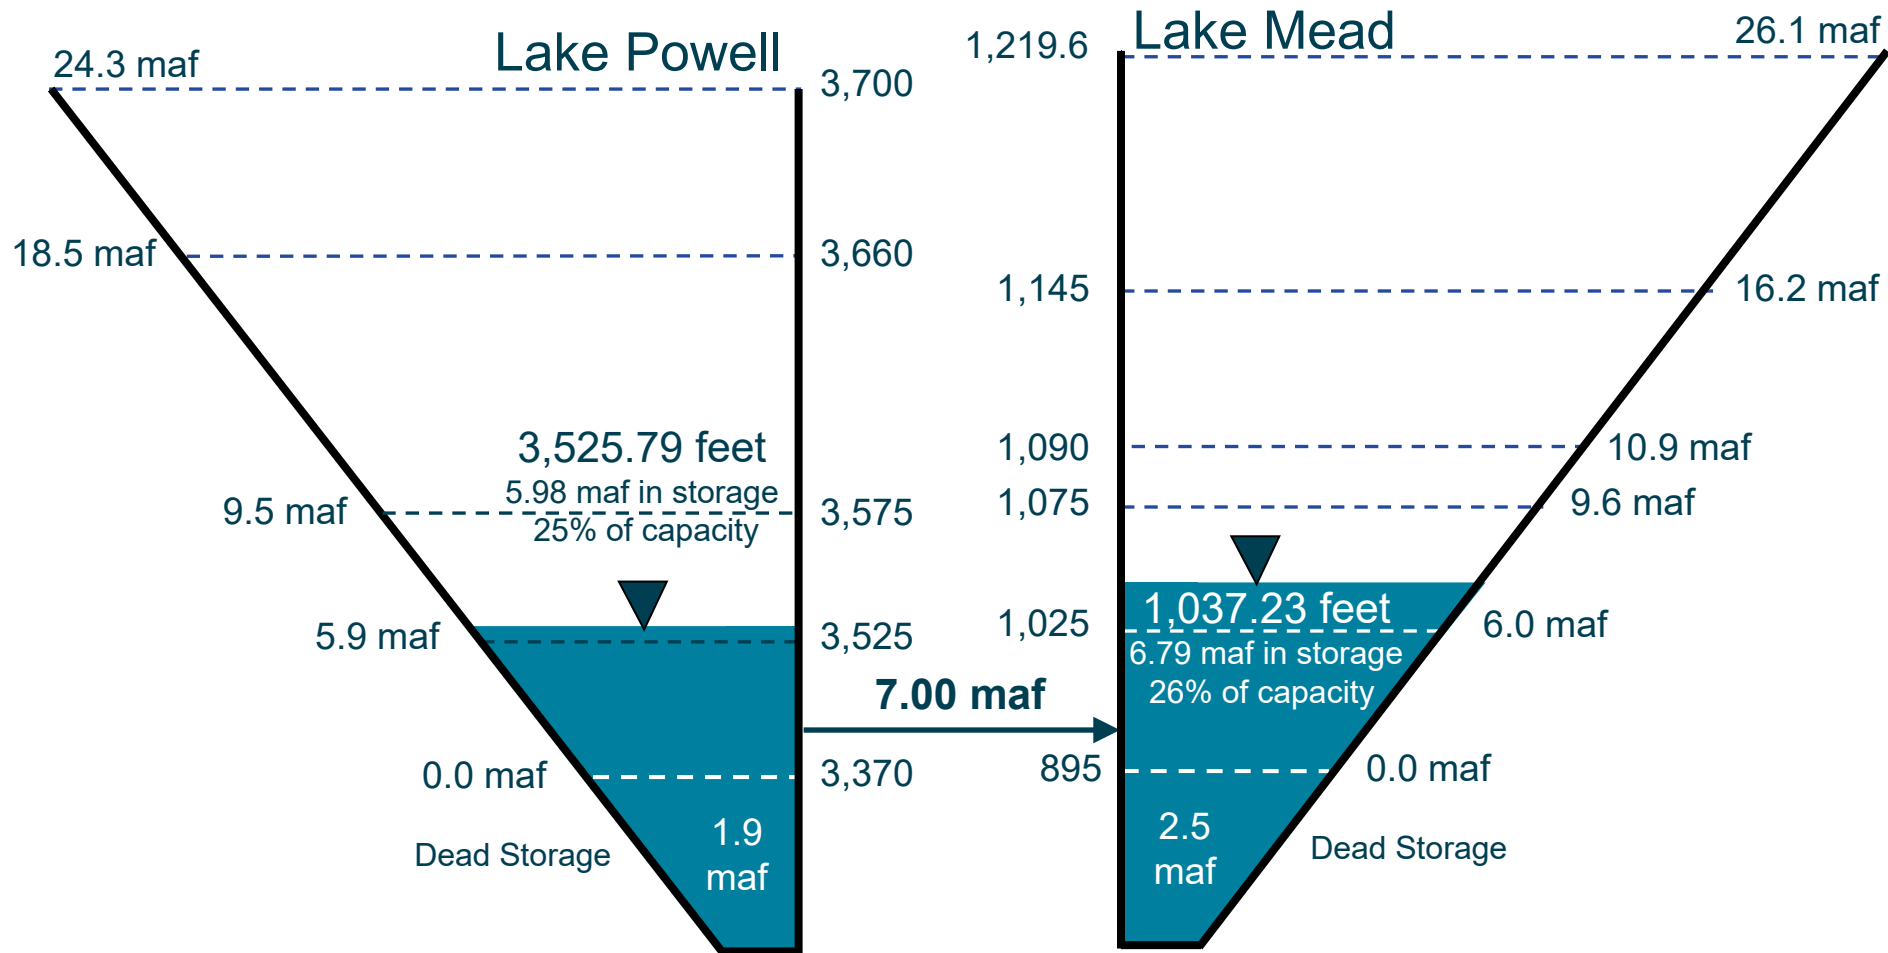 Lake Powell
24.3 maf
3,700
18.5 maf
3,660
3,525.79 feet
5.98 maf in storage
9.5 maf
3,575
25% of capacity
5.9 maf
3,525
7.00 maf
0.0 maf
3,370
1.9
maf
Dead Storage
Lake Mead
1,219.6
26.1 maf
1,145
16.2 maf
1,090
10.9 maf
1,075
9.6 maf
1,037.23 feet
1,025
6.0 maf
6.79 maf in storage
26% of capacity
895
0.0 maf
2.5
maf
Dead Storage